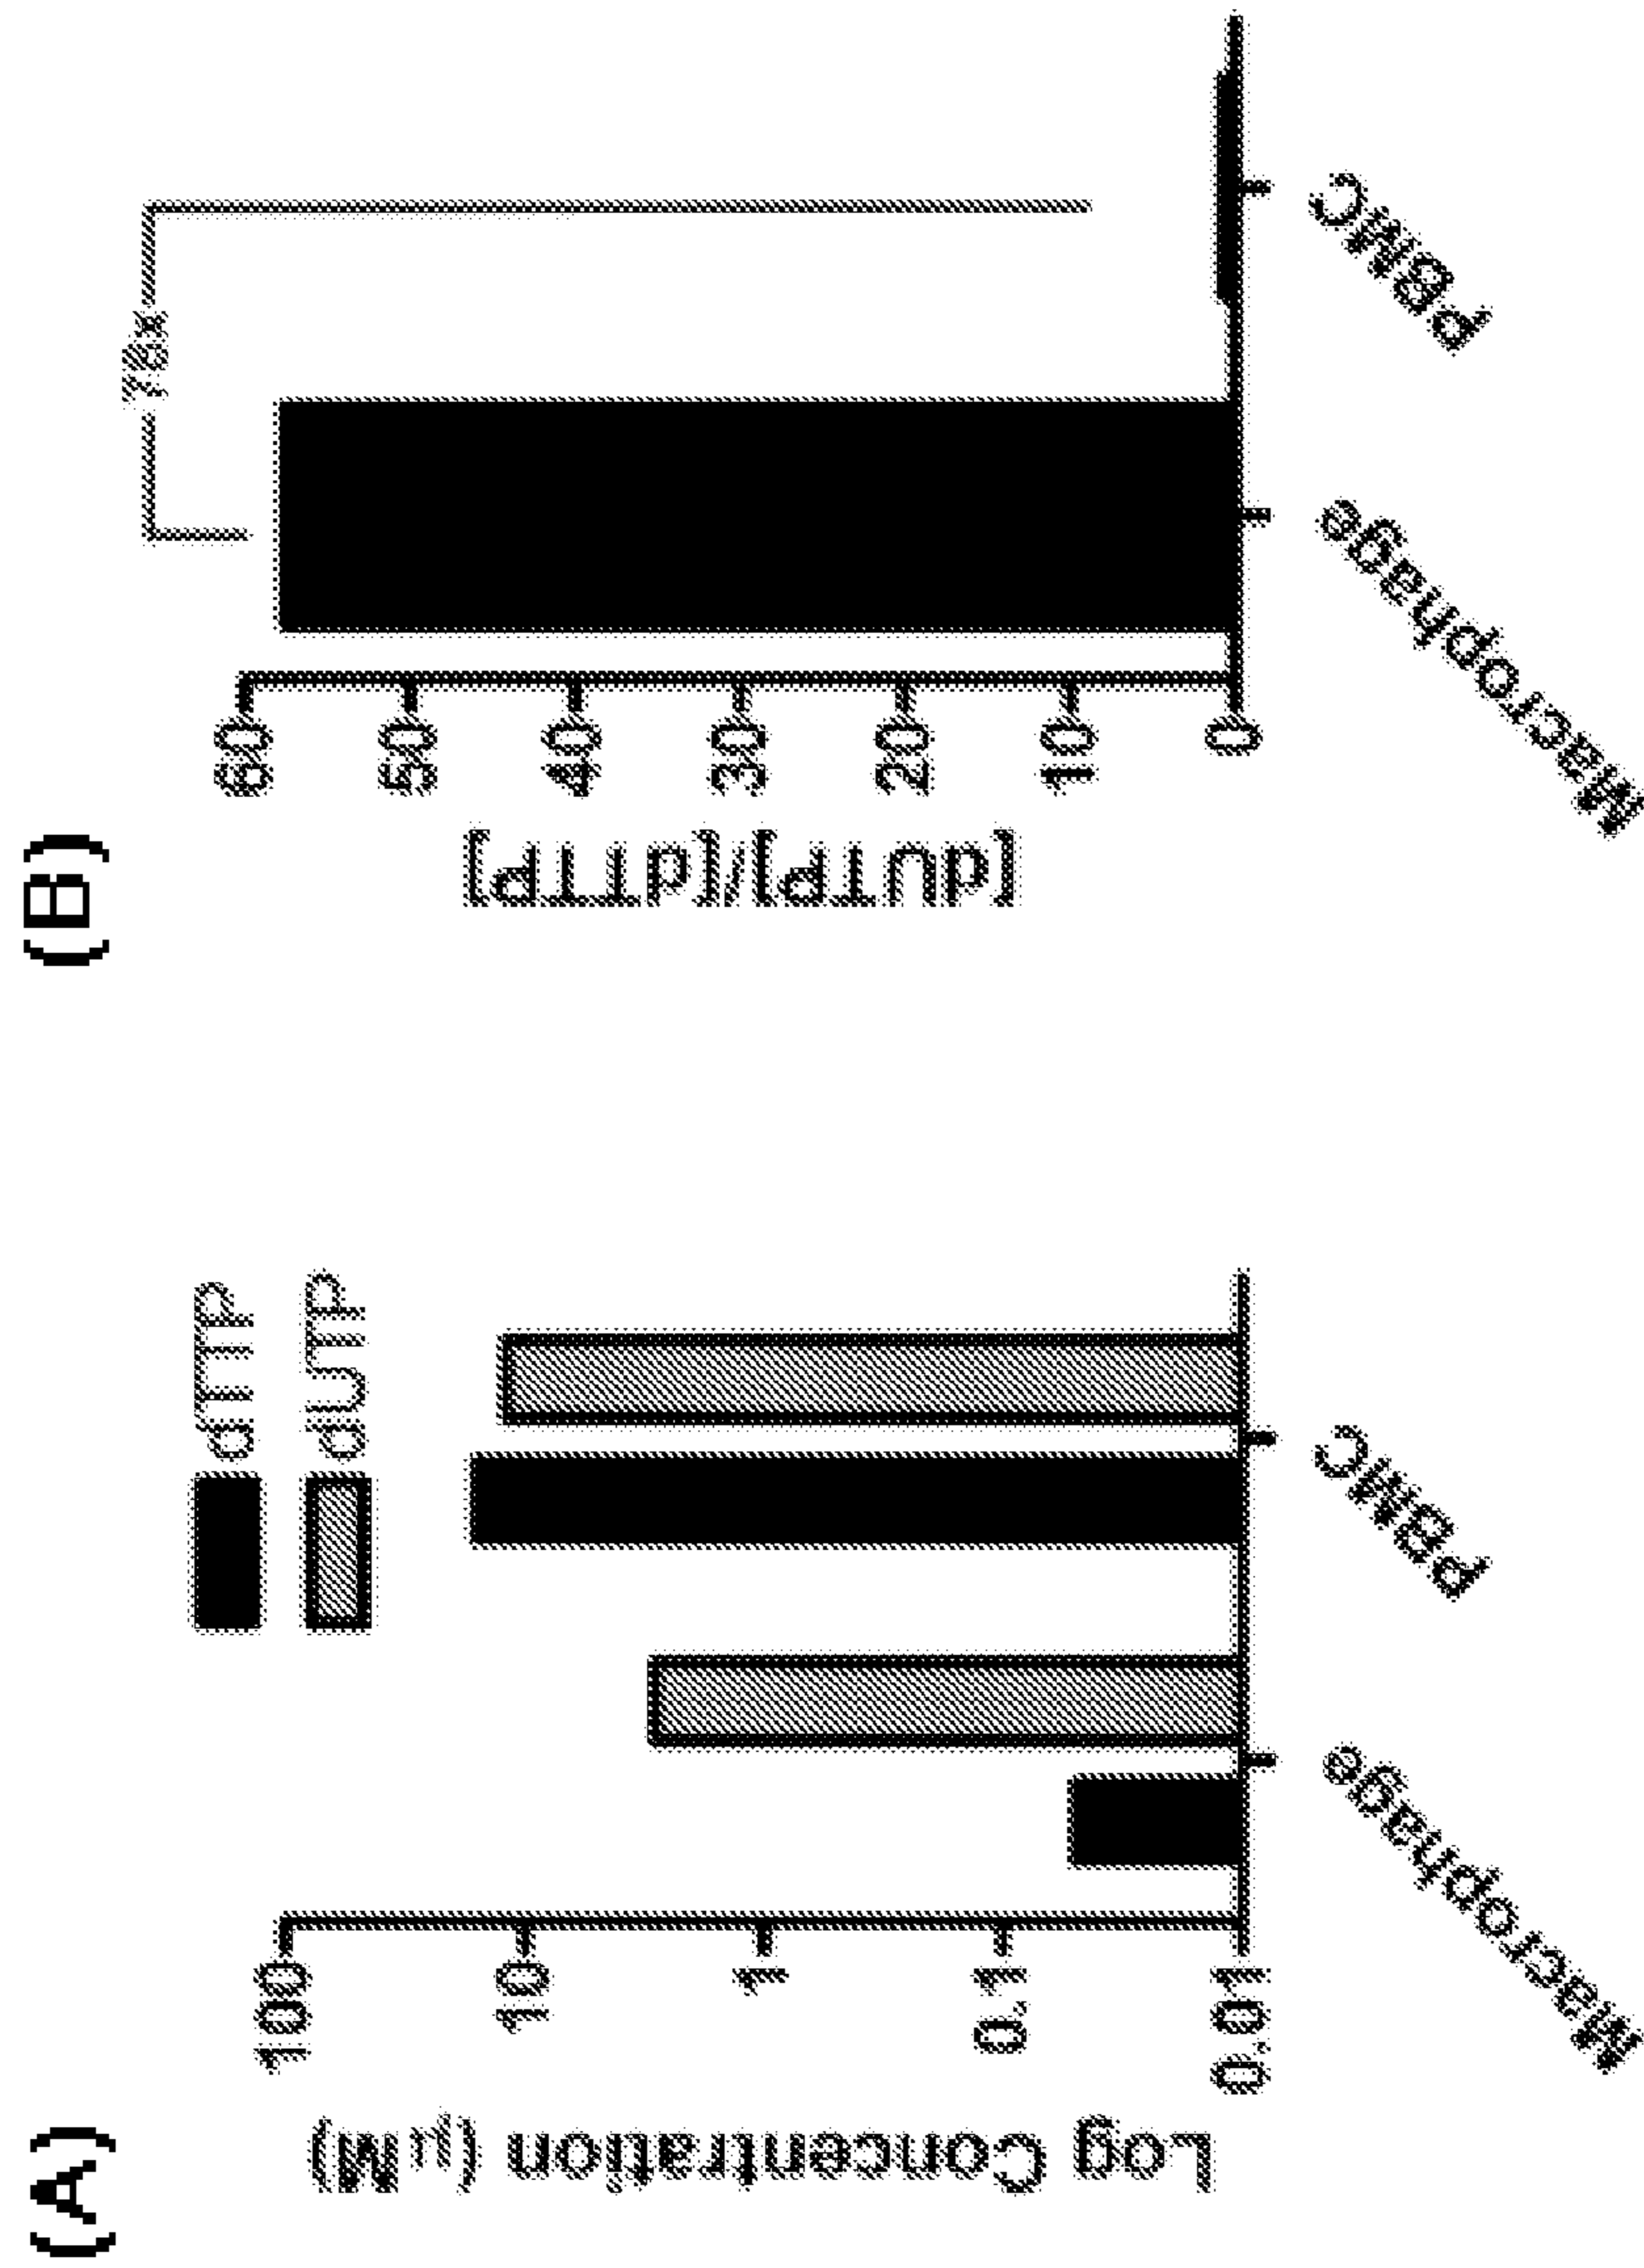 (A)
Log Concentration (μM)
100
10
1
0.1
0.01
dTTP
dUTP
Macrophage
PBMC
(B)
[dUTP]/[dTTP]
60
50
40
30
20
10
0
78x
Macrophage
PBMC